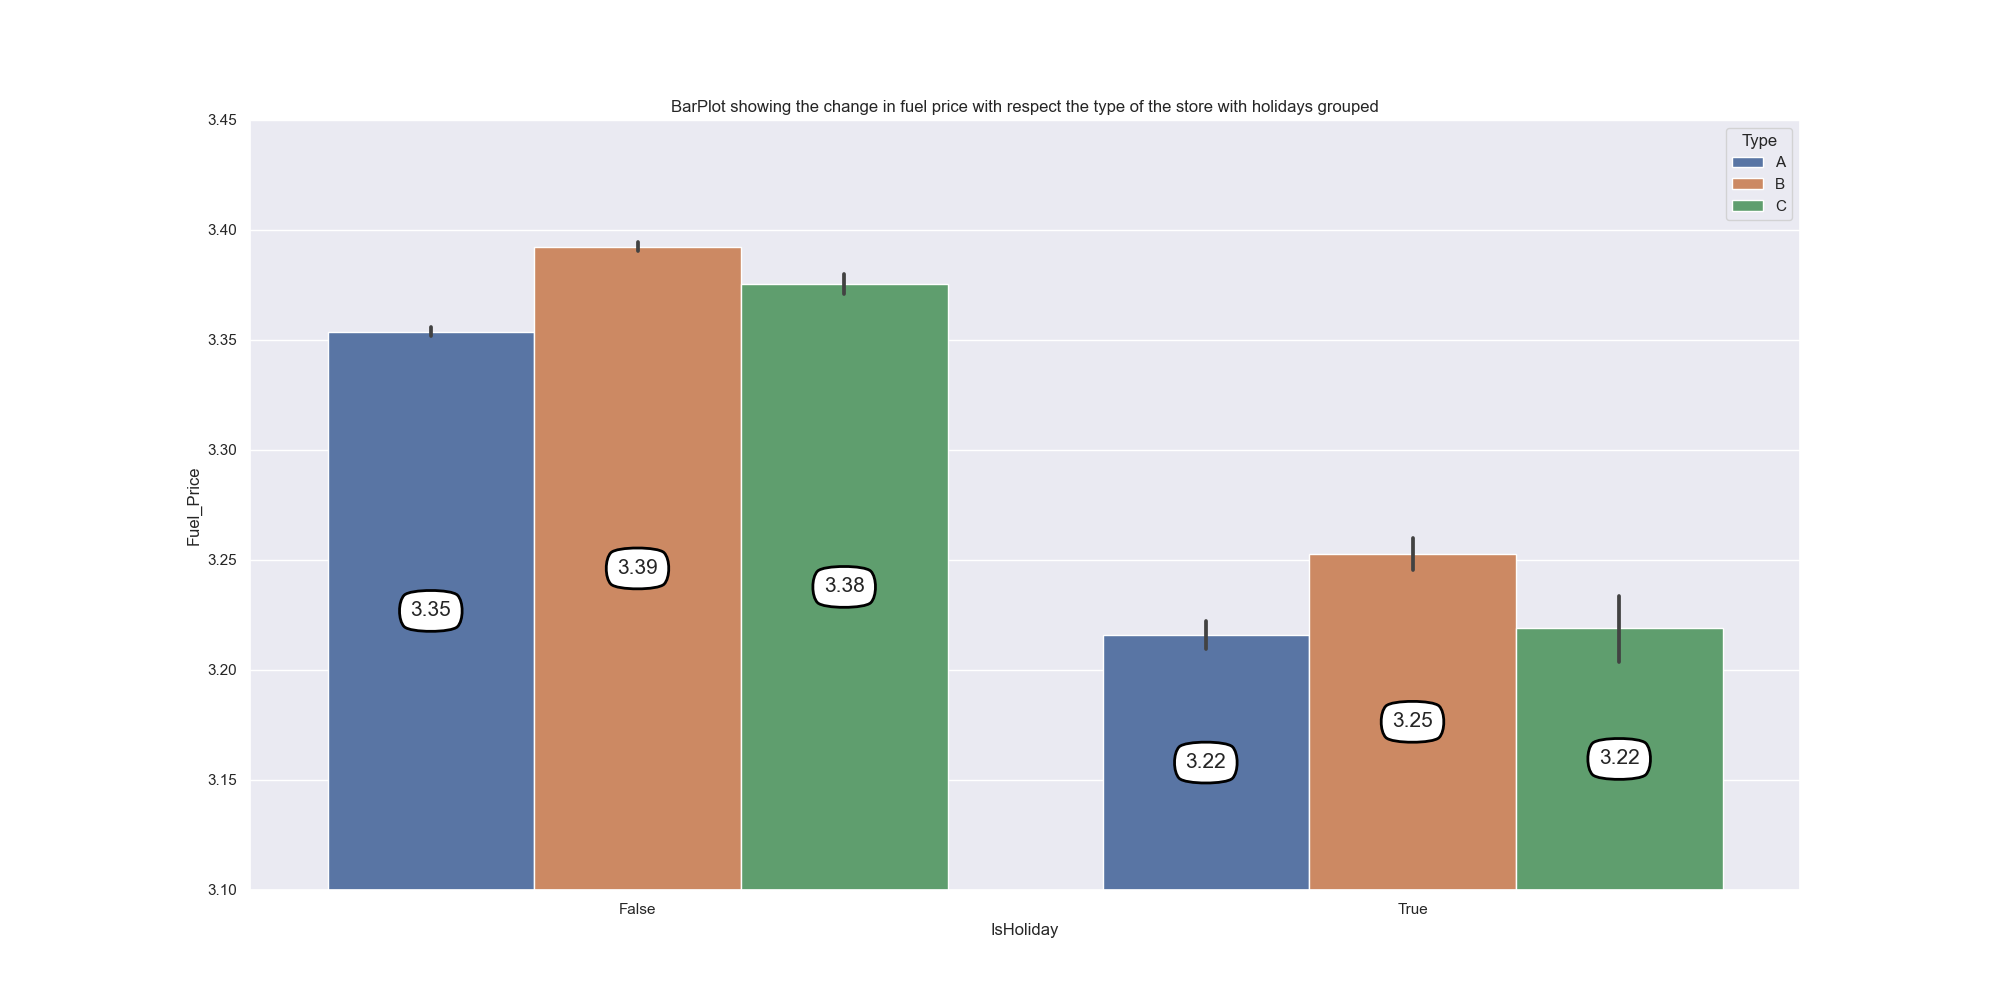 BarPlot showing the change in fuel price with respect the type of the store with holidays grouped
3.45
3.40
3.35
3.30
3.25
3.20
3.15
3.10
Fuel_Price
Type
A
B
C
3.35
3.39
3.38
3.22
3.25
3.22
False
True
IsHoliday